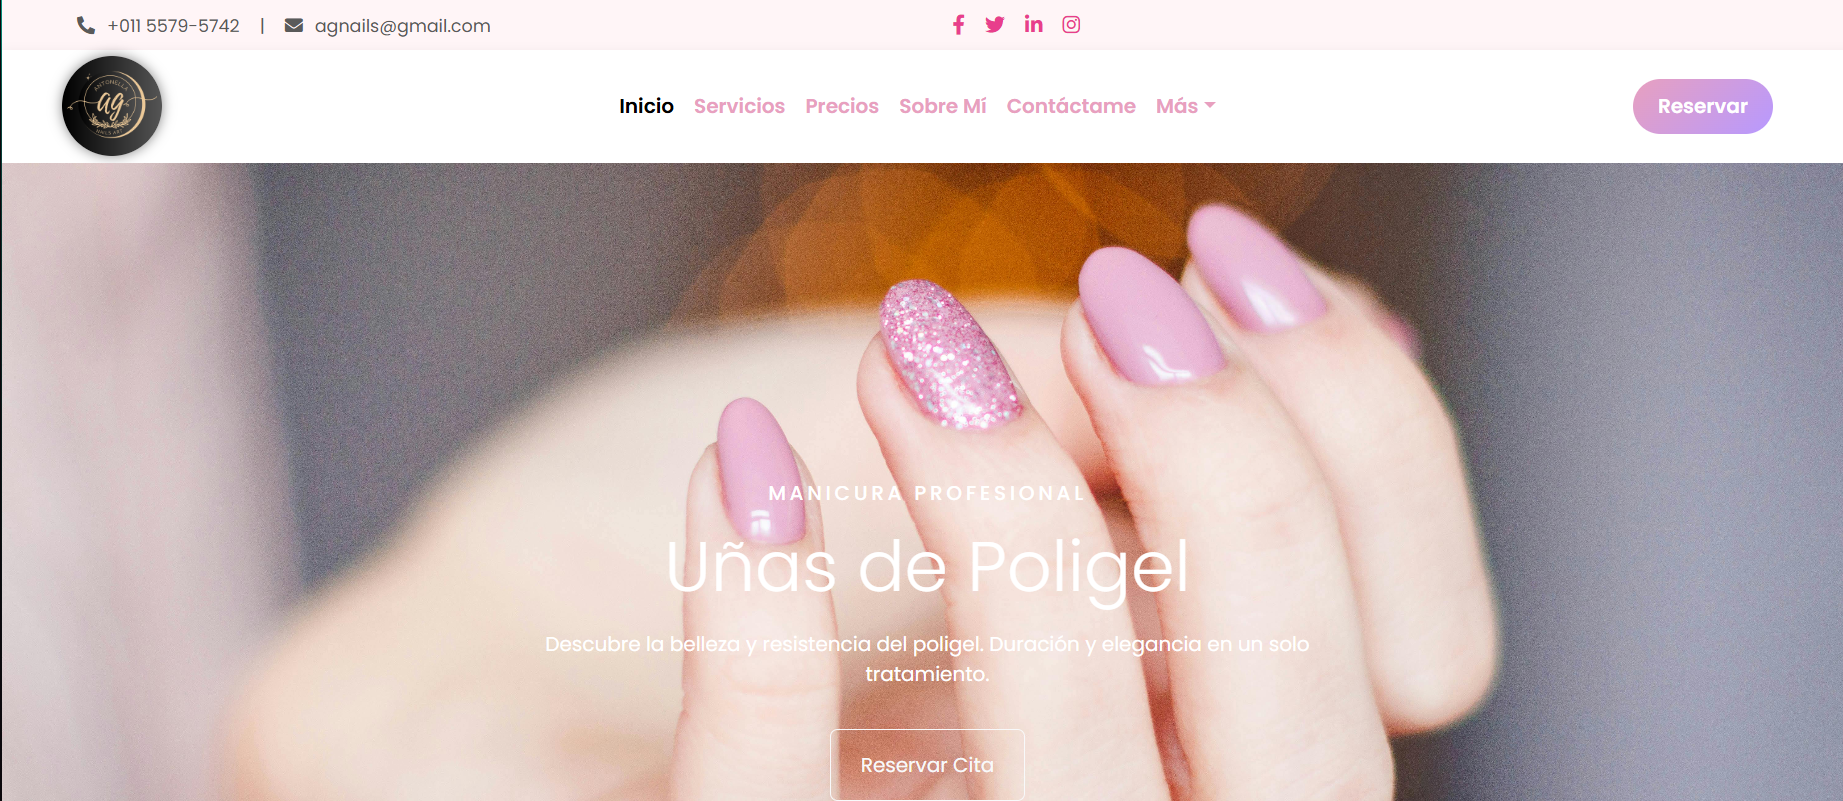 +011 5579-5742 | agnails@gmail.com
ANTONELLA
ag
NAILS ART
Inicio Servicios Precios Sobre Mí Contáctame Más
Reservar
MANICURA PROFESIONAL
Uñas de Poligel
Descubre la belleza y resistencia del poligel. Duración y elegancia en un solo
tratamiento.
Reservar Cita